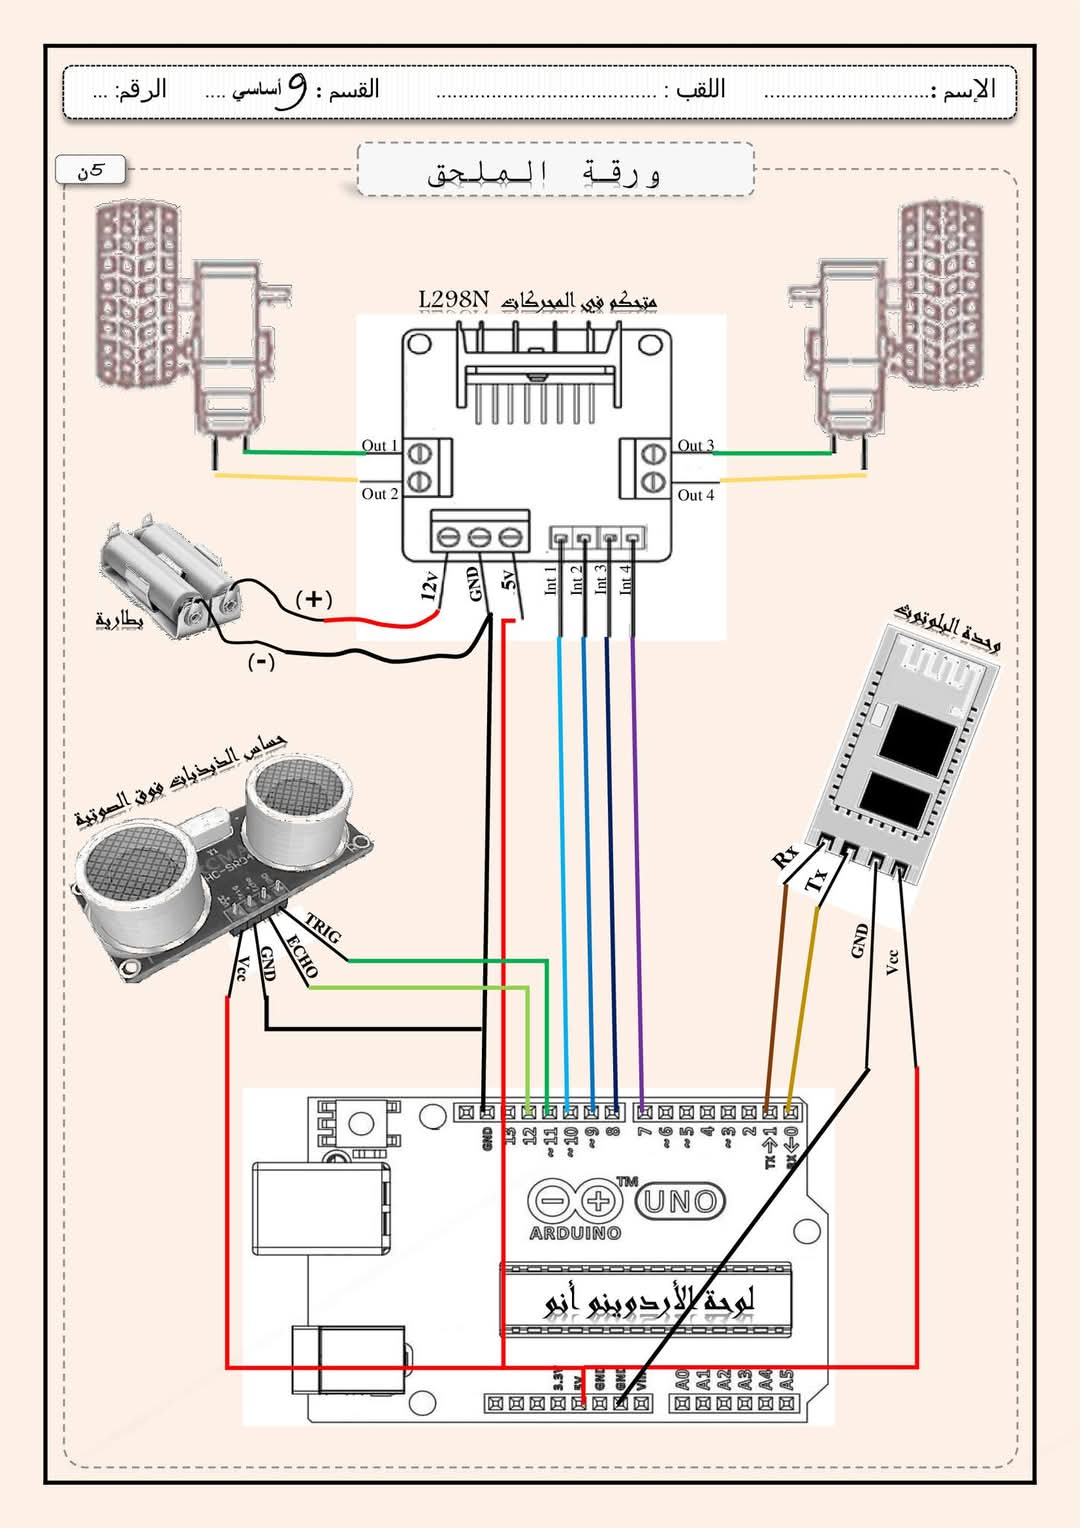 الإسم :............................ اللقب : ..................................... القسم : 9 أساسي .... الرقم: ...
ورقة الملحق
5ن
متحكم في المحركات L298N
Out 1
Out 3
Out 2
Out 4
12v
GND
5v
Int 1
Int 2
Int 3
Int 4
بطارية
(+)
(-)
وحدة البلوتوث
حساس الذبذبات فوق الصوتية
HC-SR04
Rx
Tx
GND
Vcc
TRIG
ECHO
GND
Vcc
GND
13
12
~11
~10
~9
8
7
~6
~5
4
~3
2
TX→1
RX←0
ARDUINO
TM
UNO
لوحة الأردوينو أنو
3.3V
5V
GND
GND
VIN
A0
A1
A2
A3
A4
A5